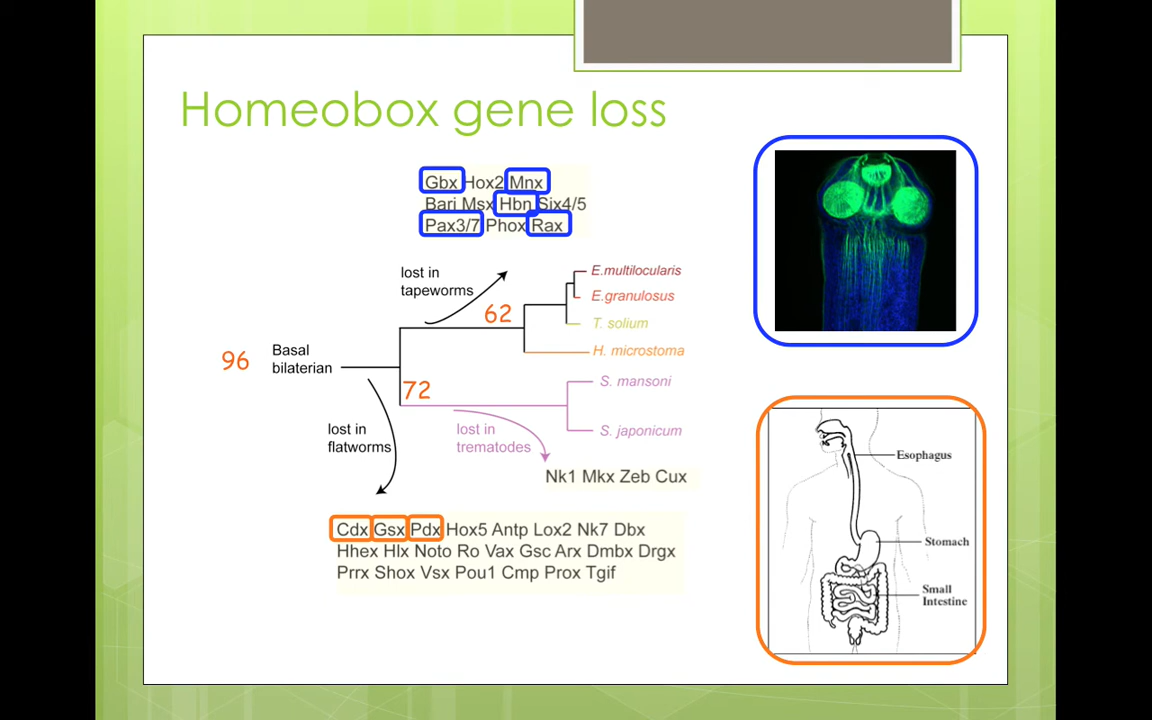 Homeobox gene loss
Gbx Hox2 Mnx
Bari Msx Hbn Six4/5
Pax3/7 Phox Rax
lost in
tapeworms
62
E.multilocularis
E.granulosus
T. solium
H. microstoma
96
Basal
bilaterian
72
S. mansoni
S. japonicum
lost in
flatworms
lost in
trematodes
Nk1 Mkx Zeb Cux
Cdx Gsx Pdx Hox5 Antp Lox2 Nk7 Dbx
Hhex Hlx Noto Ro Vax Gsc Arx Dmbx Drgx
Prrx Shox Vsx Pou1 Cmp Prox Tgif
Esophagus
Stomach
Small
Intestine